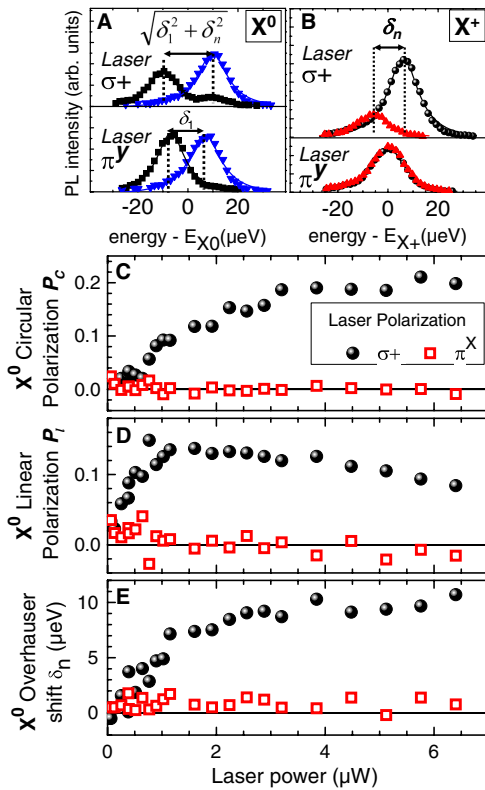 A
X⁰
√δ₁² + δₙ²
Laser
σ+
δ₁
Laser
πʸ
PL intensity (arb. units)
-20 0 20
energy - E_X0(µeV)
B
X⁺
δₙ
Laser
σ+
Laser
πʸ
-20 0 20
energy - E_X+(µeV)
C
X⁰ Circular
Polarization P_c
0.2
0.1
0.0
Laser Polarization
σ+ πˣ
D
X⁰ Linear
Polarization P_l
0.1
0.0
E
X⁰ Overhauser
shift δₙ (µeV)
10
5
0
0 2 4 6
Laser power (µW)